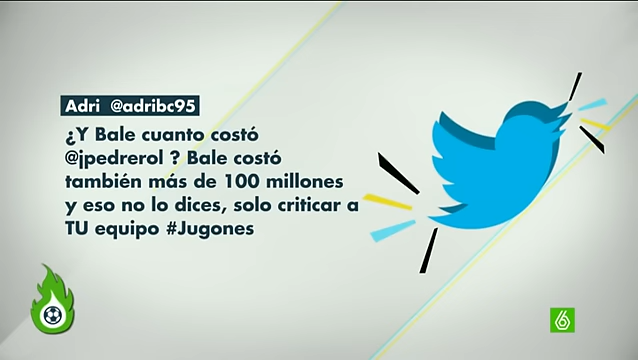 Adri @adribc95
¿Y Bale cuanto costó
@jpedrerol ? Bale costó
también más de 100 millones
y eso no lo dices, solo criticar a
TU equipo #Jugones
6